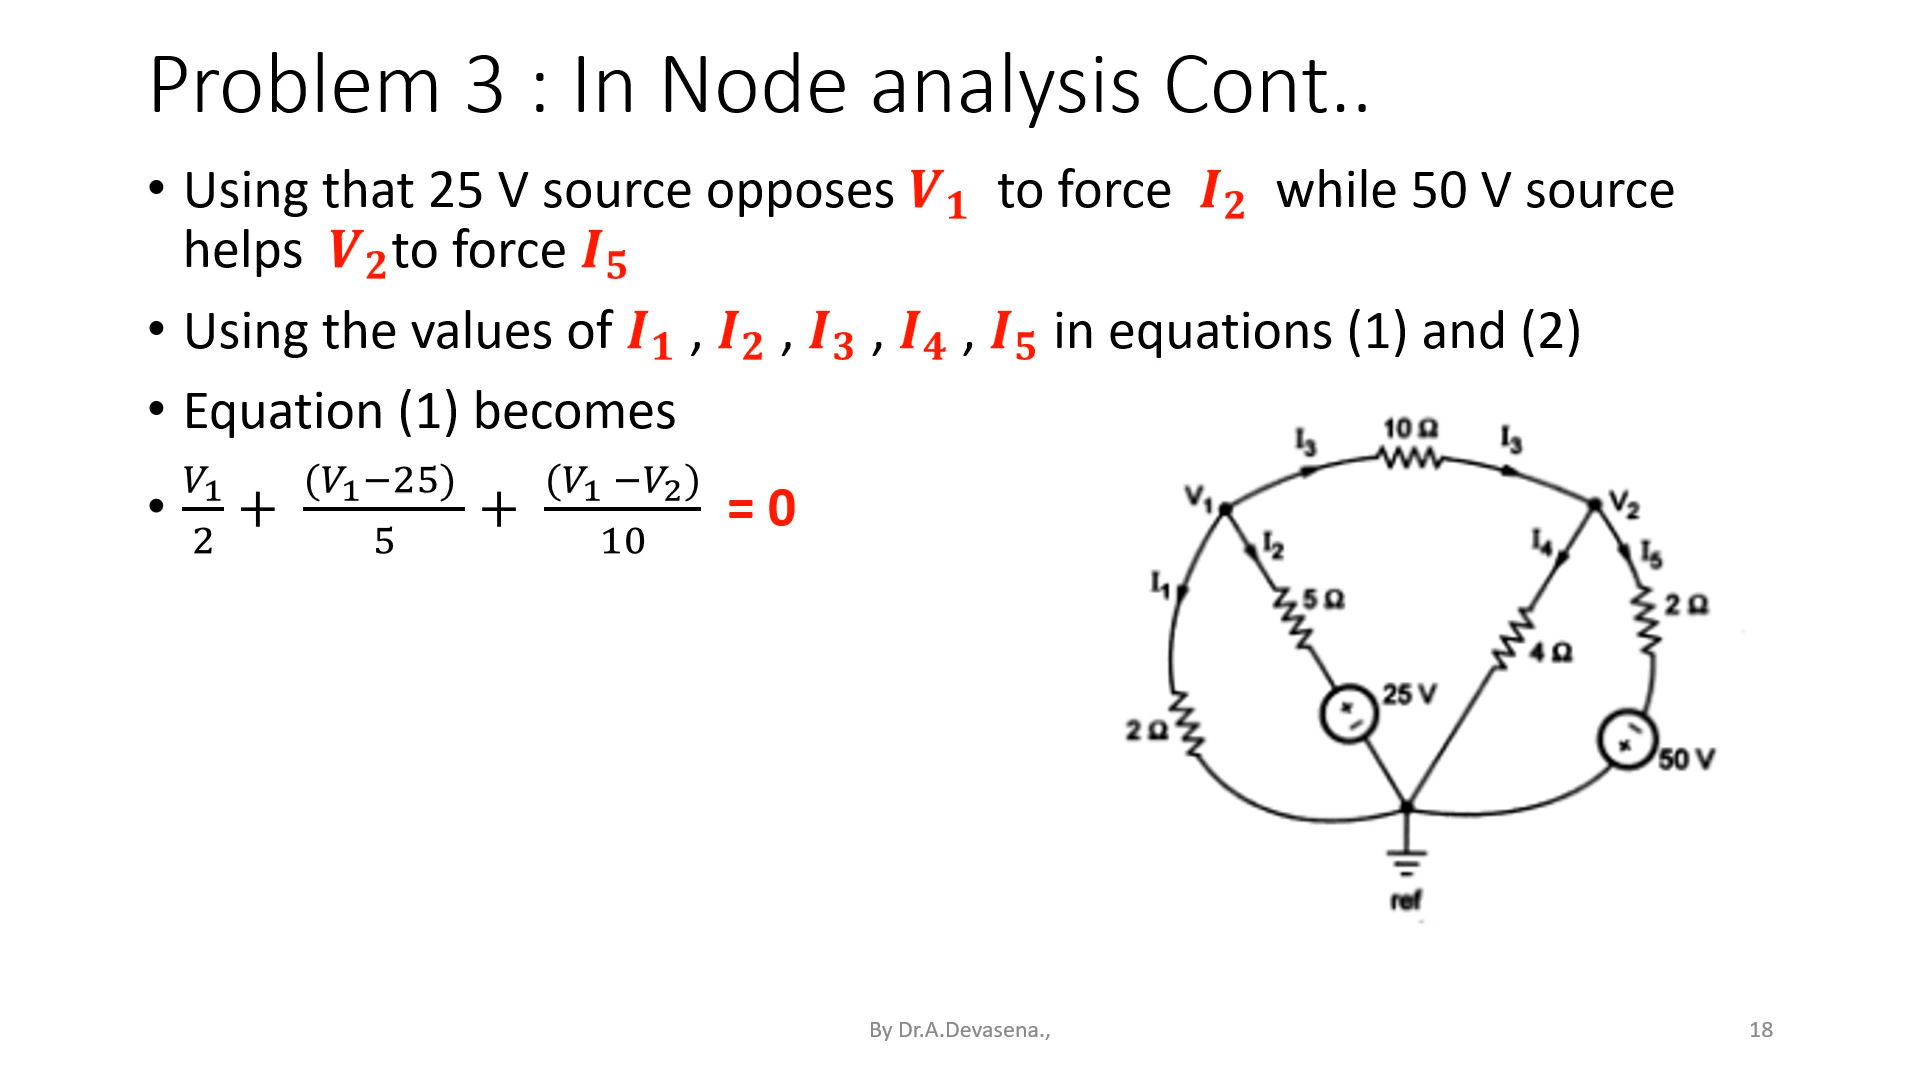 Problem 3 : In Node analysis Cont..
• Using that 25 V source opposes V₁ to force I₂ while 50 V source
helps V₂ to force I₅
• Using the values of I₁ , I₂ , I₃ , I₄ , I₅ in equations (1) and (2)
• Equation (1) becomes
• V₁/2 + (V₁−25)/5 + (V₁ −V₂)/10 = 0
I₃ 10 Ω I₃
V₁ V₂
I₂ I₄ I₅
I₁ 5 Ω 2 Ω
4 Ω
+ − 25 V
2 Ω
− + 50 V
ref
By Dr.A.Devasena., 18